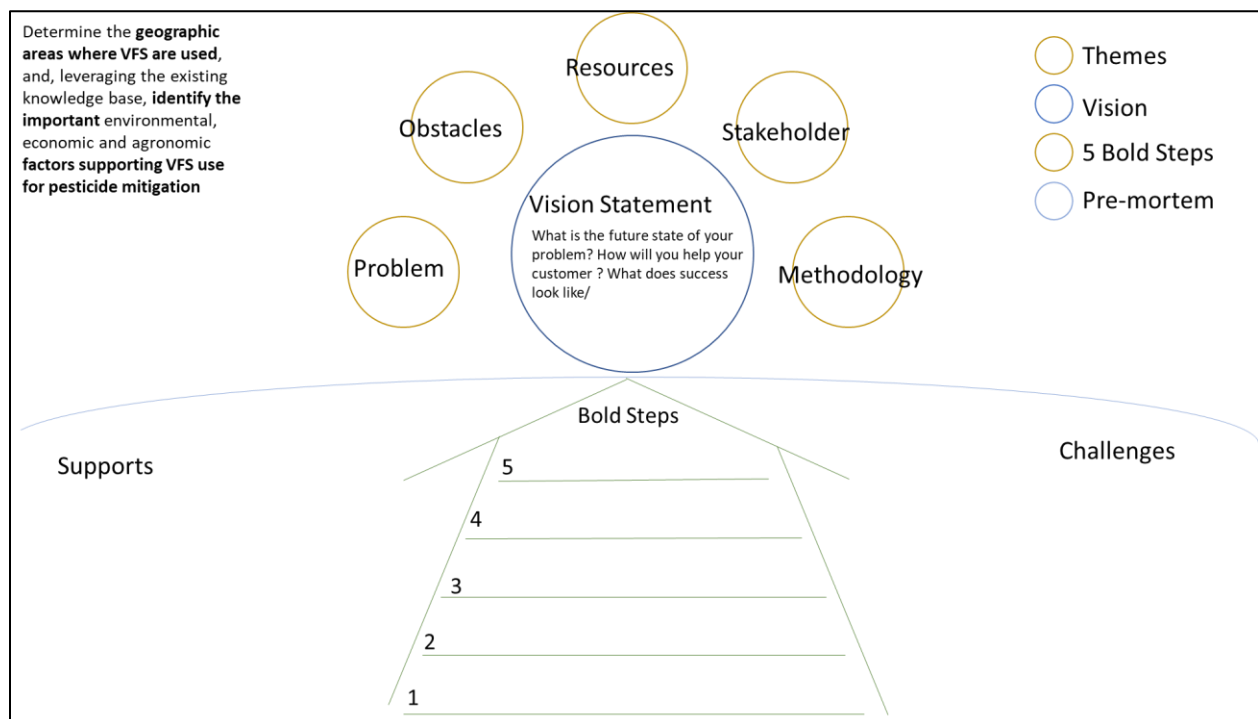 Determine the geographic
areas where VFS are used,
and, leveraging the existing
knowledge base, identify the
important environmental,
economic and agronomic
factors supporting VFS use
for pesticide mitigation
Resources
Obstacles
Stakeholder
Problem
Methodology
Vision Statement
What is the future state of your
problem? How will you help your
customer ? What does success
look like/
Themes
Vision
5 Bold Steps
Pre-mortem
Bold Steps
Supports
Challenges
5
4
3
2
1